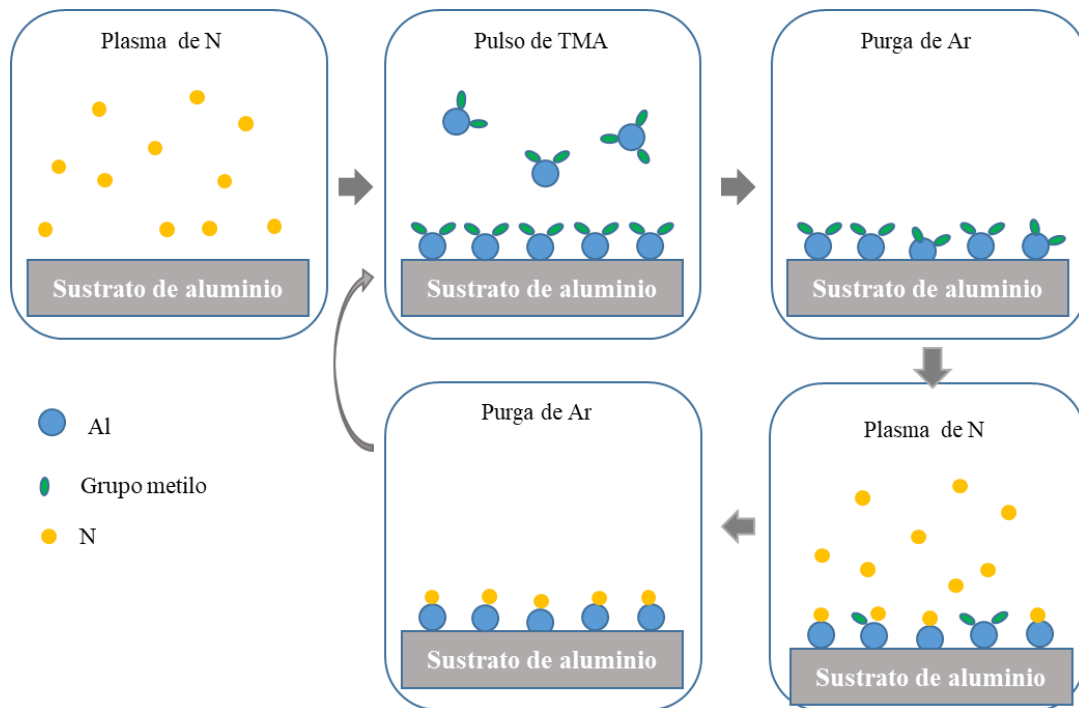 Plasma de N
Sustrato de aluminio
Pulso de TMA
Sustrato de aluminio
Purga de Ar
Sustrato de aluminio
Al
Grupo metilo
N
Purga de Ar
Sustrato de aluminio
Plasma de N
Sustrato de aluminio